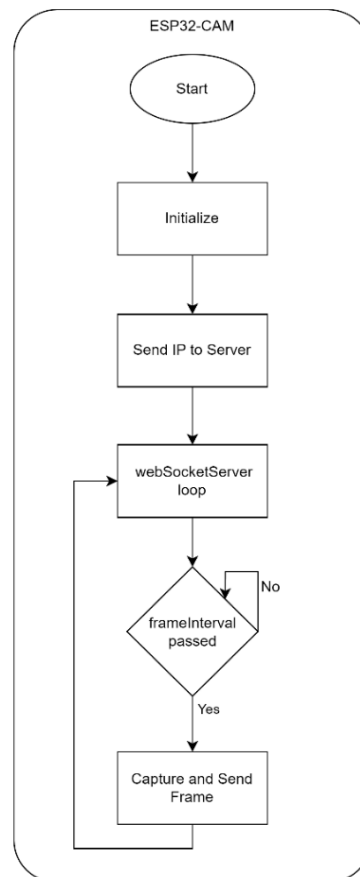 ESP32-CAM
Start
Initialize
Send IP to Server
webSocketServer
loop
frameInterval
passed
No
Yes
Capture and Send
Frame